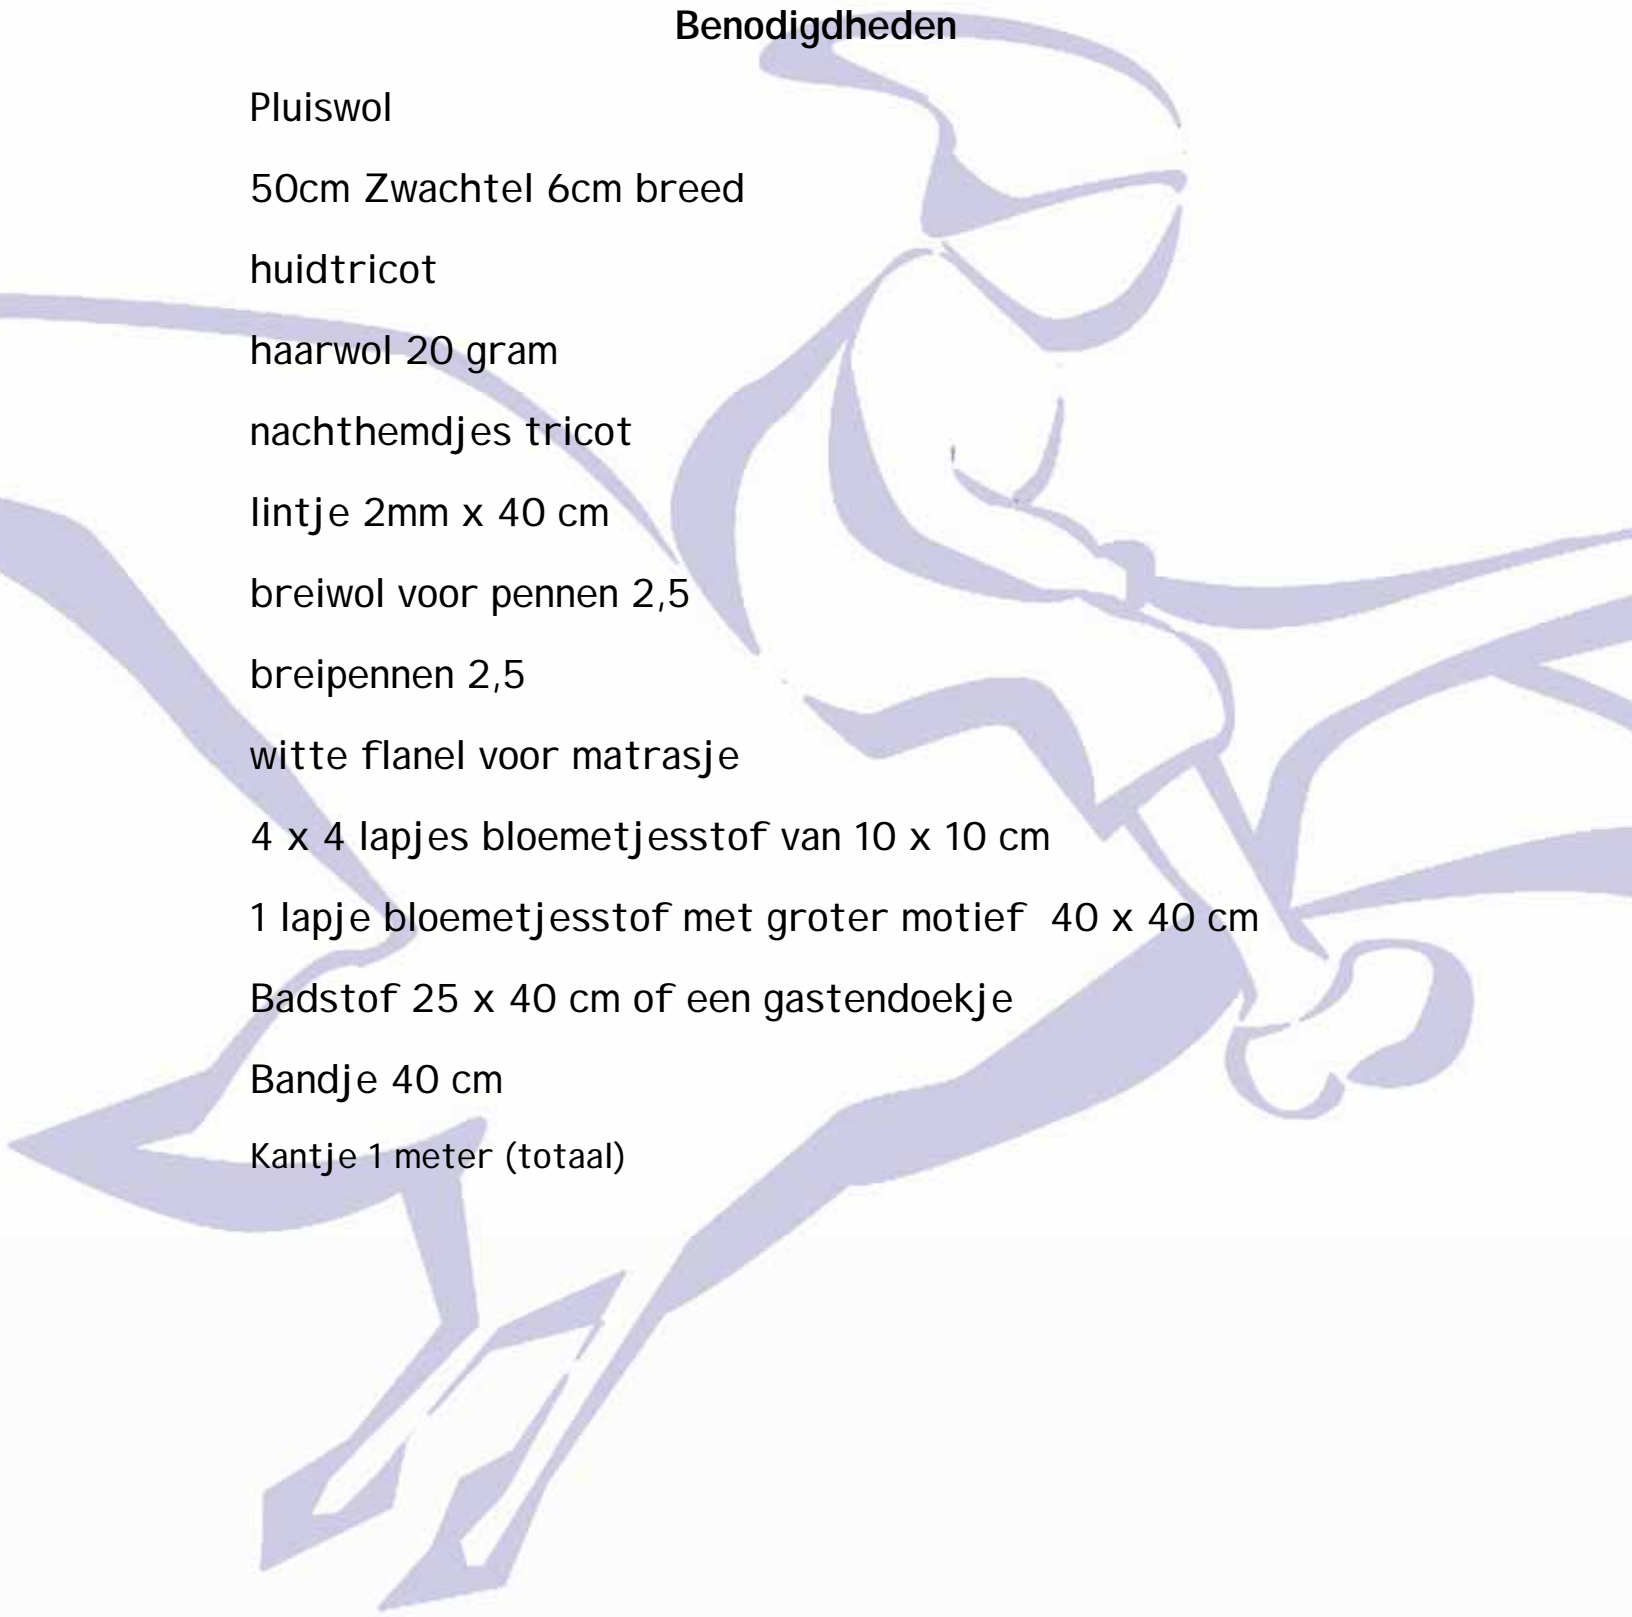 Benodigdheden
Pluiswol
50cm Zwachtel 6cm breed
huidtricot
haarwol 20 gram
nachthemdjes tricot
lintje 2mm x 40 cm
breiwol voor pennen 2,5
breipennen 2,5
witte flanel voor matrasje
4 x 4 lapjes bloemetjesstof van 10 x 10 cm
1 lapje bloemetjesstof met groter motief 40 x 40 cm
Badstof 25 x 40 cm of een gastendoekje
Bandje 40 cm
Kantje 1 meter (totaal)